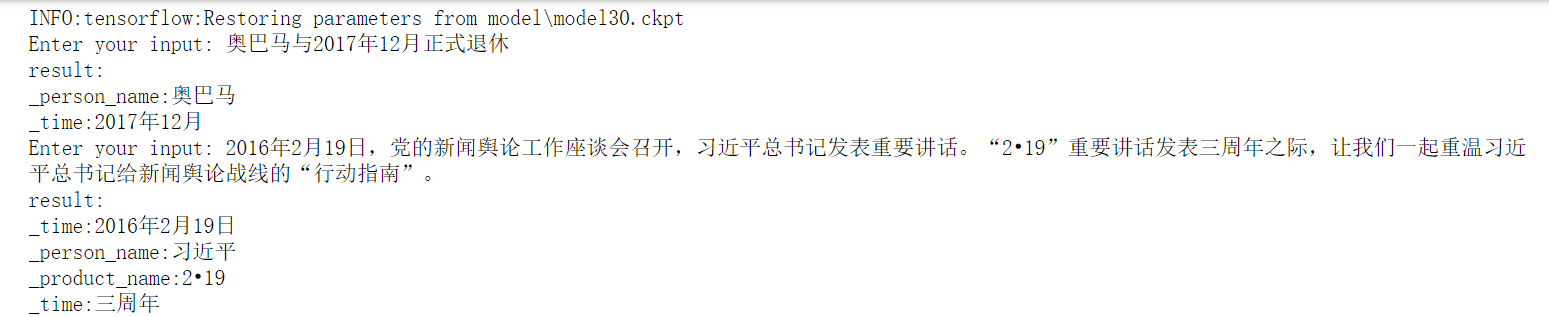 INFO:tensorflow:Restoring parameters from model\model30.ckpt
Enter your input: 奥巴马与2017年12月正式退休
result:
_person_name:奥巴马
_time:2017年12月
Enter your input: 2016年2月19日，党的新闻舆论工作座谈会召开，习近平总书记发表重要讲话。“2•19”重要讲话发表三周年之际，让我们一起重温习近
平总书记给新闻舆论战线的“行动指南”。
result:
_time:2016年2月19日
_person_name:习近平
_product_name:2•19
_time:三周年